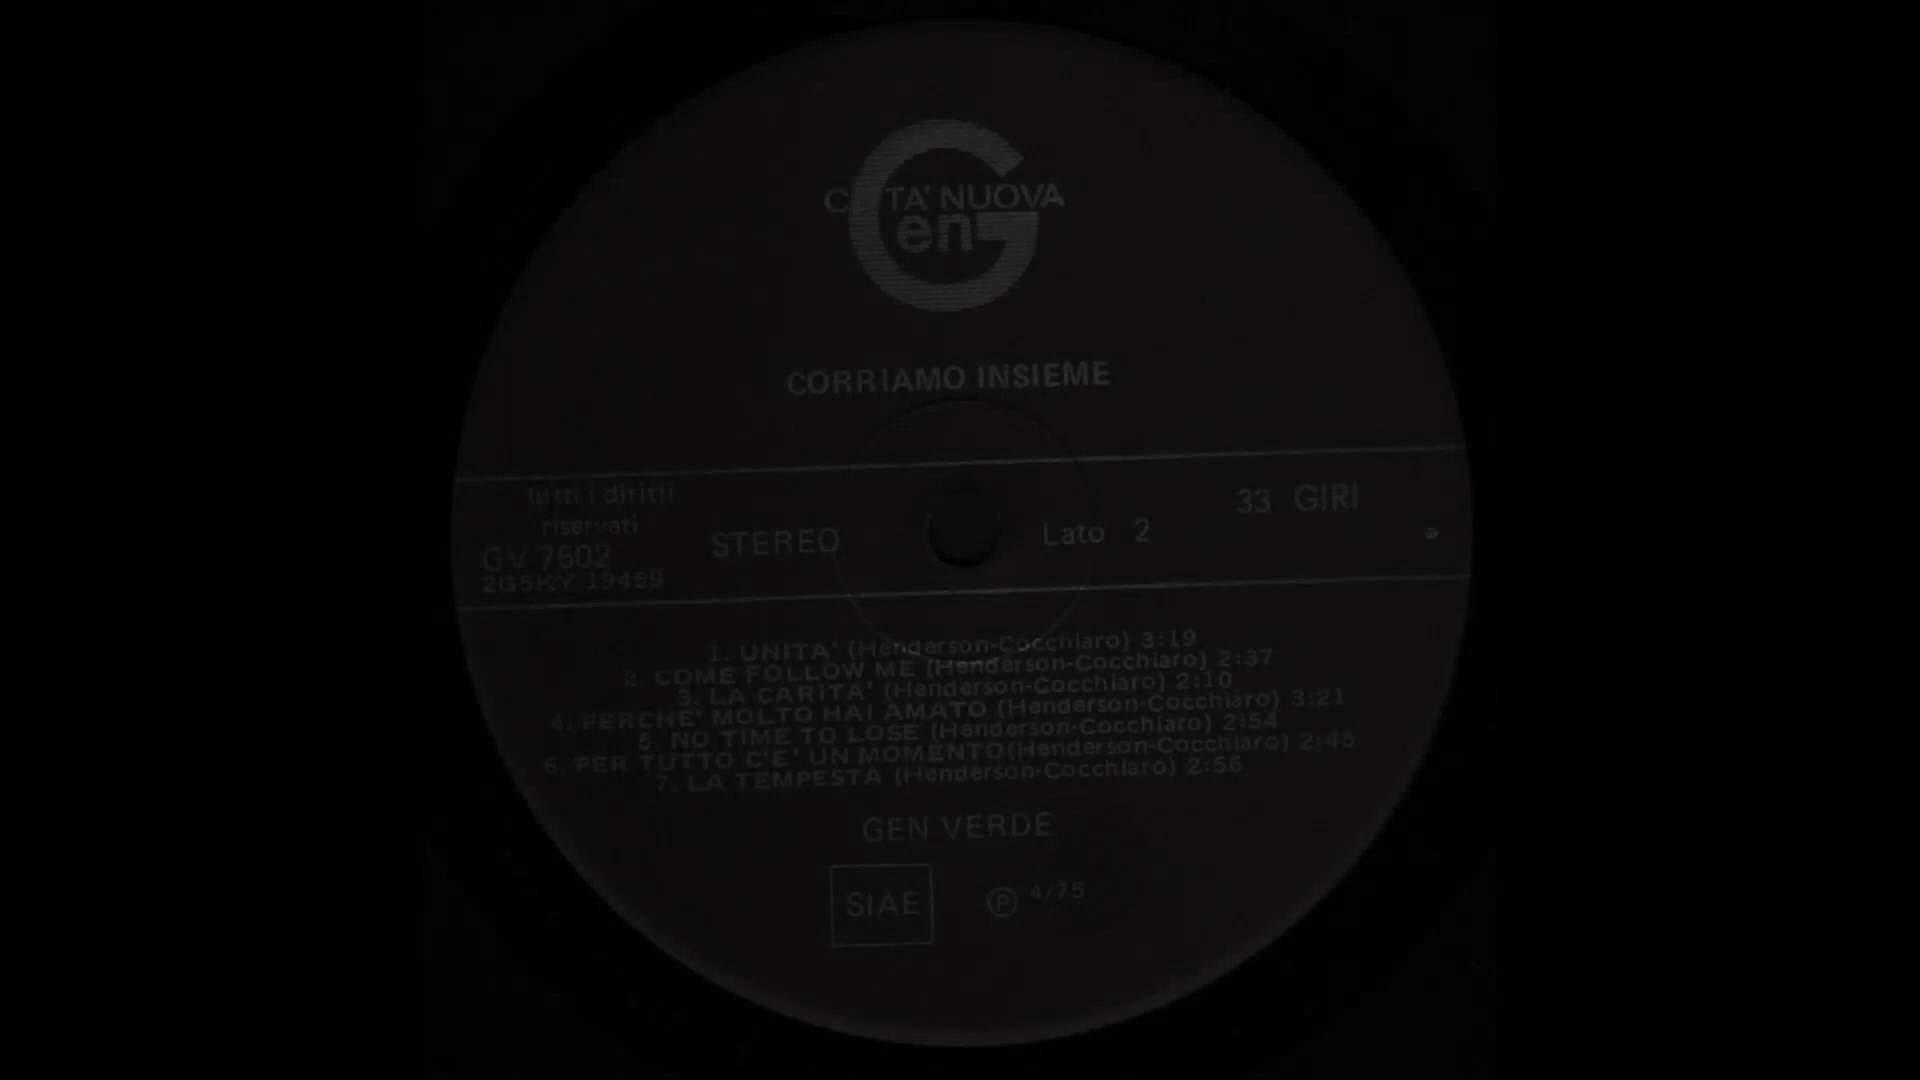 CITTA' NUOVA
Gen
CORRIAMO INSIEME
tutti i diritti
riservati
GV 7502
2G5KY 19459
STEREO
Lato 2
33 GIRI
1. UNITA' (Henderson-Cocchiaro) 3:19
2. COME FOLLOW ME (Henderson-Cocchiaro) 2:37
3. LA CARITA' (Henderson-Cocchiaro) 2:10
4. PERCHE' MOLTO HAI AMATO (Henderson-Cocchiaro) 3:21
5. NO TIME TO LOSE (Henderson-Cocchiaro) 2:54
6. PER TUTTO C'E' UN MOMENTO(Henderson-Cocchiaro) 2:45
7. LA TEMPESTA (Henderson-Cocchiaro) 2:56
GEN VERDE
SIAE
Ⓟ 4/75